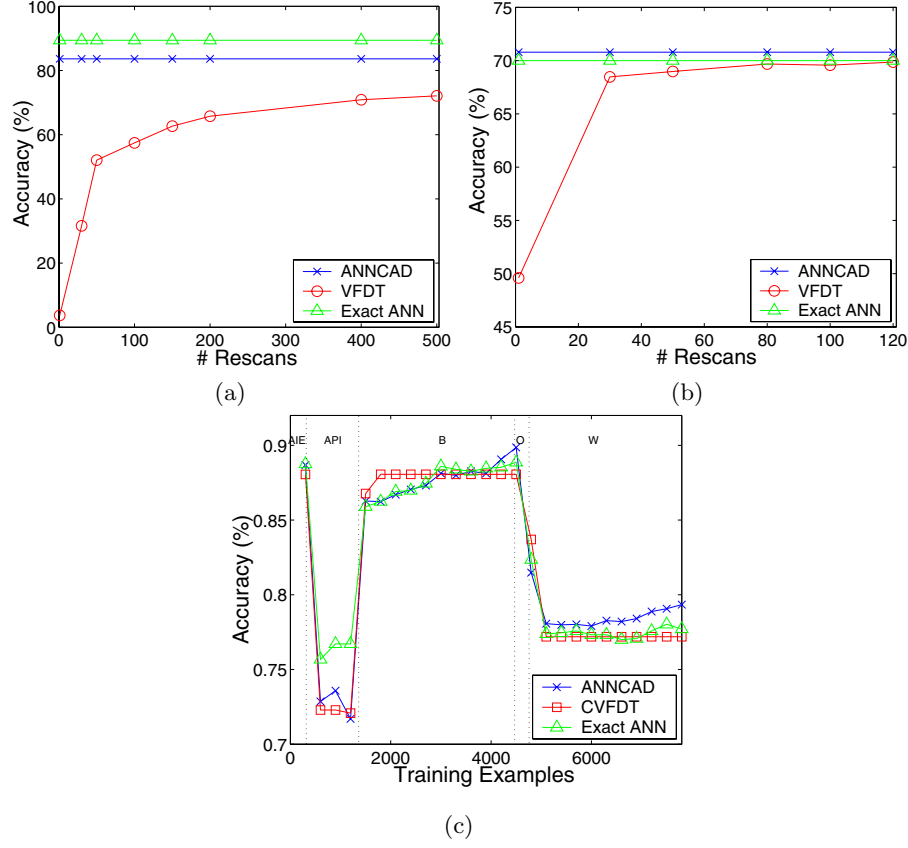 100
80
60
40
20
0
Accuracy (%)
0 100 200 300 400 500
# Rescans
ANNCAD
VFDT
Exact ANN
(a)
75
70
65
60
55
50
45
Accuracy (%)
0 20 40 60 80 100 120
# Rescans
ANNCAD
VFDT
Exact ANN
(b)
AIE API B O W
0.9
0.85
0.8
0.75
0.7
Accuracy (%)
0 2000 4000 6000
Training Examples
ANNCAD
CVFDT
Exact ANN
(c)